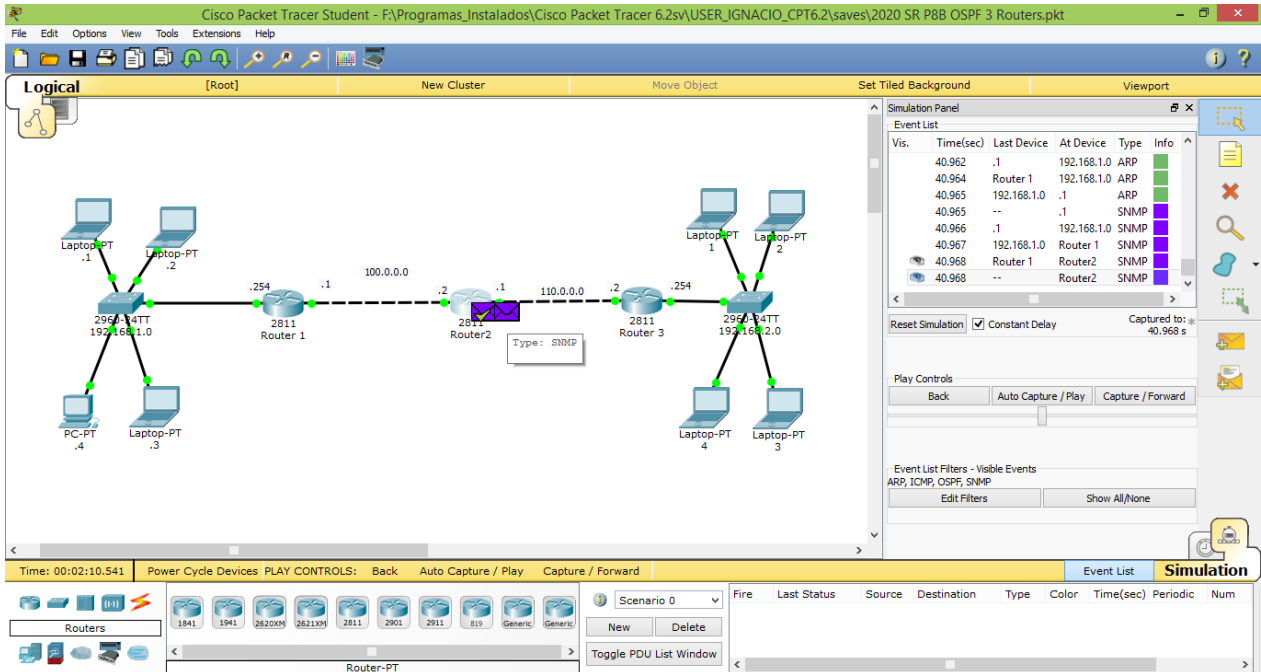 Cisco Packet Tracer Student - F:\Programas_Instalados\Cisco Packet Tracer 6.2sv\USER_IGNACIO_CPT6.2\saves\2020 SR P8B OSPF 3 Routers.pkt
File Edit Options View Tools Extensions Help
Logical [Root] New Cluster Move Object Set Tiled Background Viewport
Simulation Panel
Event List
Vis. Time(sec) Last Device At Device Type Info
40.962 .1 192.168.1.0 ARP
40.964 Router 1 192.168.1.0 ARP
40.965 192.168.1.0 .1 ARP
40.965 -- .1 SNMP
40.966 .1 192.168.1.0 SNMP
40.967 192.168.1.0 Router 1 SNMP
40.968 Router 1 Router2 SNMP
40.968 -- Router2 SNMP
Reset Simulation Constant Delay Captured to: *
40.968 s
Play Controls
Back Auto Capture / Play Capture / Forward
Event List Filters - Visible Events
ARP, ICMP, OSPF, SNMP
Edit Filters Show All/None
Laptop-PT
.1
Laptop-PT
.2
2960-24TT
192.168.1.0
PC-PT
.4
Laptop-PT
.3
.254
.1
2811
Router 1
100.0.0.0
.2
.1
2811
Router2
Type: SNMP
110.0.0.0
.2
.254
2811
Router 3
Laptop-PT
1
Laptop-PT
2
2960-24TT
192.168.2.0
Laptop-PT
4
Laptop-PT
3
Time: 00:02:10.541 Power Cycle Devices PLAY CONTROLS: Back Auto Capture / Play Capture / Forward Event List Simulation
Routers
1841 1941 2620XM 2621XM 2811 2901 2911 819 Generic Generic
Router-PT
Scenario 0
New Delete
Toggle PDU List Window
Fire Last Status Source Destination Type Color Time(sec) Periodic Num